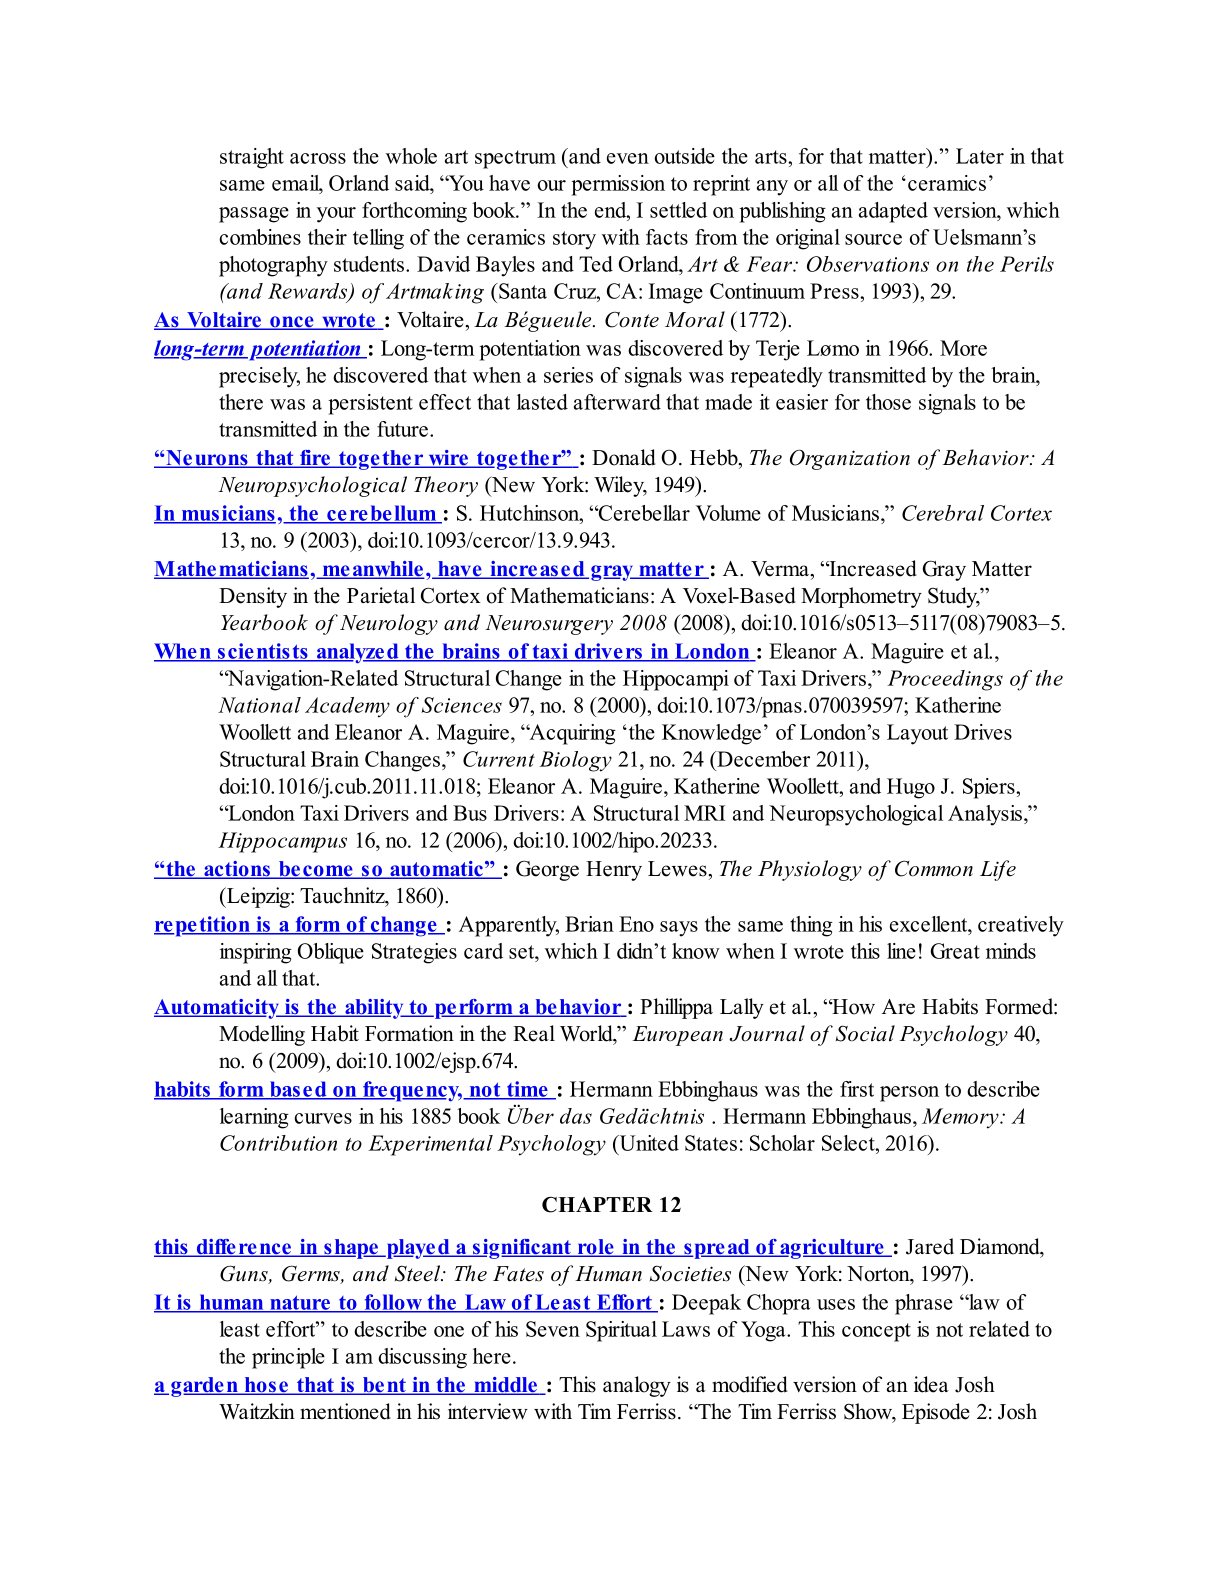 straight across the whole art spectrum (and even outside the arts, for that matter).” Later in that
same email, Orland said, “You have our permission to reprint any or all of the ‘ceramics’
passage in your forthcoming book.” In the end, I settled on publishing an adapted version, which
combines their telling of the ceramics story with facts from the original source of Uelsmann’s
photography students. David Bayles and Ted Orland, Art & Fear: Observations on the Perils
(and Rewards) of Artmaking (Santa Cruz, CA: Image Continuum Press, 1993), 29.
As Voltaire once wrote : Voltaire, La Bégueule. Conte Moral (1772).
long-term potentiation : Long-term potentiation was discovered by Terje Lømo in 1966. More
precisely, he discovered that when a series of signals was repeatedly transmitted by the brain,
there was a persistent effect that lasted afterward that made it easier for those signals to be
transmitted in the future.
“Neurons that fire together wire together” : Donald O. Hebb, The Organization of Behavior: A
Neuropsychological Theory (New York: Wiley, 1949).
In musicians, the cerebellum : S. Hutchinson, “Cerebellar Volume of Musicians,” Cerebral Cortex
13, no. 9 (2003), doi:10.1093/cercor/13.9.943.
Mathematicians, meanwhile, have increased gray matter : A. Verma, “Increased Gray Matter
Density in the Parietal Cortex of Mathematicians: A Voxel-Based Morphometry Study,”
Yearbook of Neurology and Neurosurgery 2008 (2008), doi:10.1016/s0513–5117(08)79083–5.
When scientists analyzed the brains of taxi drivers in London : Eleanor A. Maguire et al.,
“Navigation-Related Structural Change in the Hippocampi of Taxi Drivers,” Proceedings of the
National Academy of Sciences 97, no. 8 (2000), doi:10.1073/pnas.070039597; Katherine
Woollett and Eleanor A. Maguire, “Acquiring ‘the Knowledge’ of London’s Layout Drives
Structural Brain Changes,” Current Biology 21, no. 24 (December 2011),
doi:10.1016/j.cub.2011.11.018; Eleanor A. Maguire, Katherine Woollett, and Hugo J. Spiers,
“London Taxi Drivers and Bus Drivers: A Structural MRI and Neuropsychological Analysis,”
Hippocampus 16, no. 12 (2006), doi:10.1002/hipo.20233.
“the actions become so automatic” : George Henry Lewes, The Physiology of Common Life
(Leipzig: Tauchnitz, 1860).
repetition is a form of change : Apparently, Brian Eno says the same thing in his excellent, creatively
inspiring Oblique Strategies card set, which I didn’t know when I wrote this line! Great minds
and all that.
Automaticity is the ability to perform a behavior : Phillippa Lally et al., “How Are Habits Formed:
Modelling Habit Formation in the Real World,” European Journal of Social Psychology 40,
no. 6 (2009), doi:10.1002/ejsp.674.
habits form based on frequency, not time : Hermann Ebbinghaus was the first person to describe
learning curves in his 1885 book Über das Gedächtnis . Hermann Ebbinghaus, Memory: A
Contribution to Experimental Psychology (United States: Scholar Select, 2016).
CHAPTER 12
this difference in shape played a significant role in the spread of agriculture : Jared Diamond,
Guns, Germs, and Steel: The Fates of Human Societies (New York: Norton, 1997).
It is human nature to follow the Law of Least Effort : Deepak Chopra uses the phrase “law of
least effort” to describe one of his Seven Spiritual Laws of Yoga. This concept is not related to
the principle I am discussing here.
a garden hose that is bent in the middle : This analogy is a modified version of an idea Josh
Waitzkin mentioned in his interview with Tim Ferriss. “The Tim Ferriss Show, Episode 2: Josh